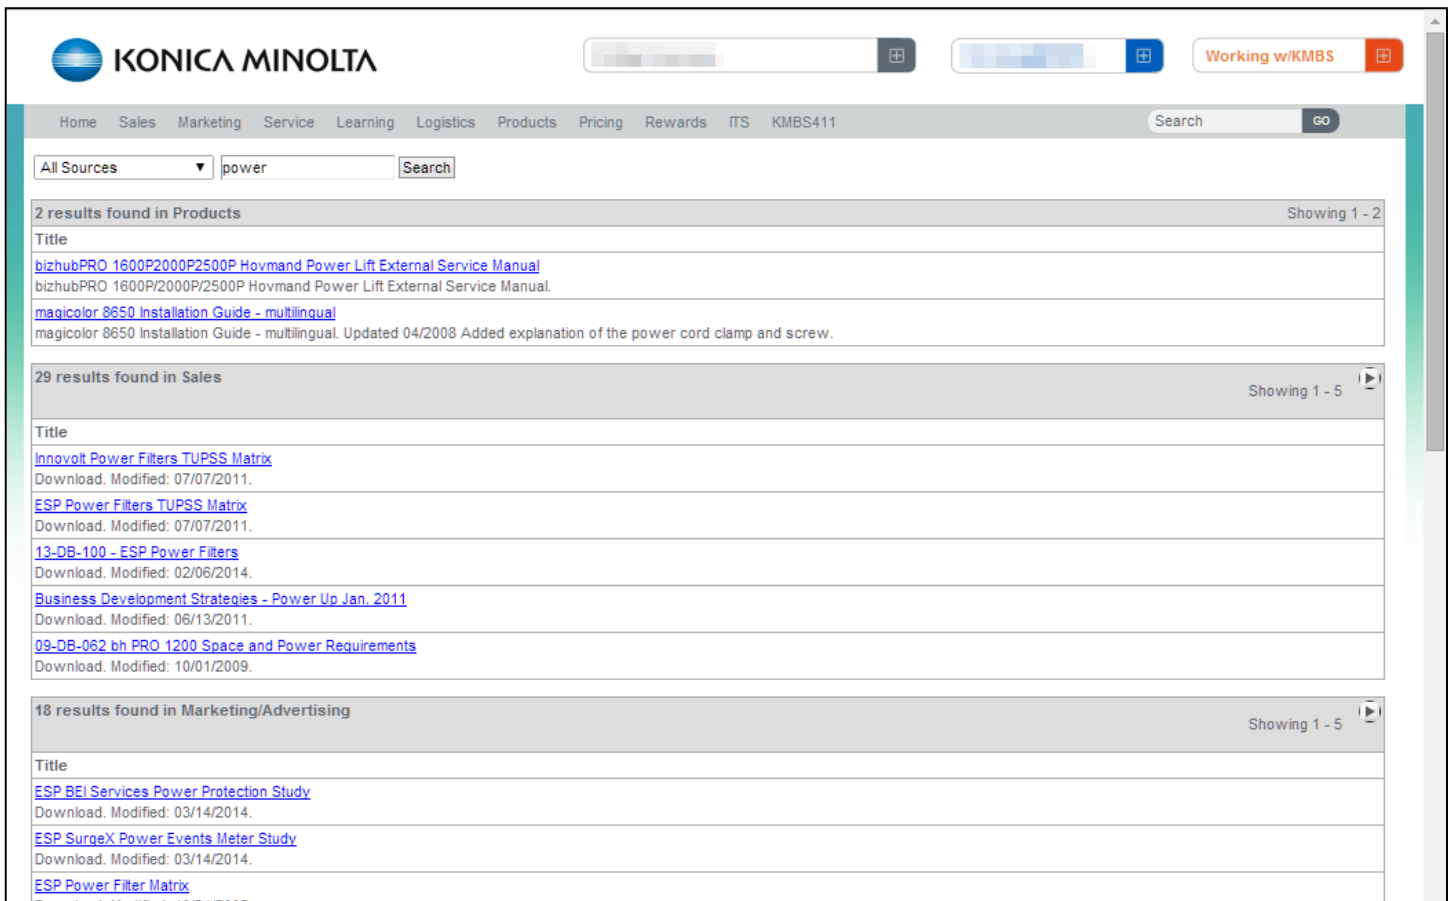 KONICA MINOLTA
Working w/KMBS
Home Sales Marketing Service Learning Logistics Products Pricing Rewards ITS KMBS411
Search GO
All Sources power Search
2 results found in Products Showing 1 - 2
Title
bizhubPRO 1600P2000P2500P Hovmand Power Lift External Service Manual
bizhubPRO 1600P/2000P/2500P Hovmand Power Lift External Service Manual.
magicolor 8650 Installation Guide - multilingual
magicolor 8650 Installation Guide - multilingual. Updated 04/2008 Added explanation of the power cord clamp and screw.
29 results found in Sales
Showing 1 - 5
Title
Innovolt Power Filters TUPSS Matrix
Download. Modified: 07/07/2011.
ESP Power Filters TUPSS Matrix
Download. Modified: 07/07/2011.
13-DB-100 - ESP Power Filters
Download. Modified: 02/06/2014.
Business Development Strategies - Power Up Jan. 2011
Download. Modified: 06/13/2011.
09-DB-062 bh PRO 1200 Space and Power Requirements
Download. Modified: 10/01/2009.
18 results found in Marketing/Advertising
Showing 1 - 5
Title
ESP BEI Services Power Protection Study
Download. Modified: 03/14/2014.
ESP SurgeX Power Events Meter Study
Download. Modified: 03/14/2014.
ESP Power Filter Matrix